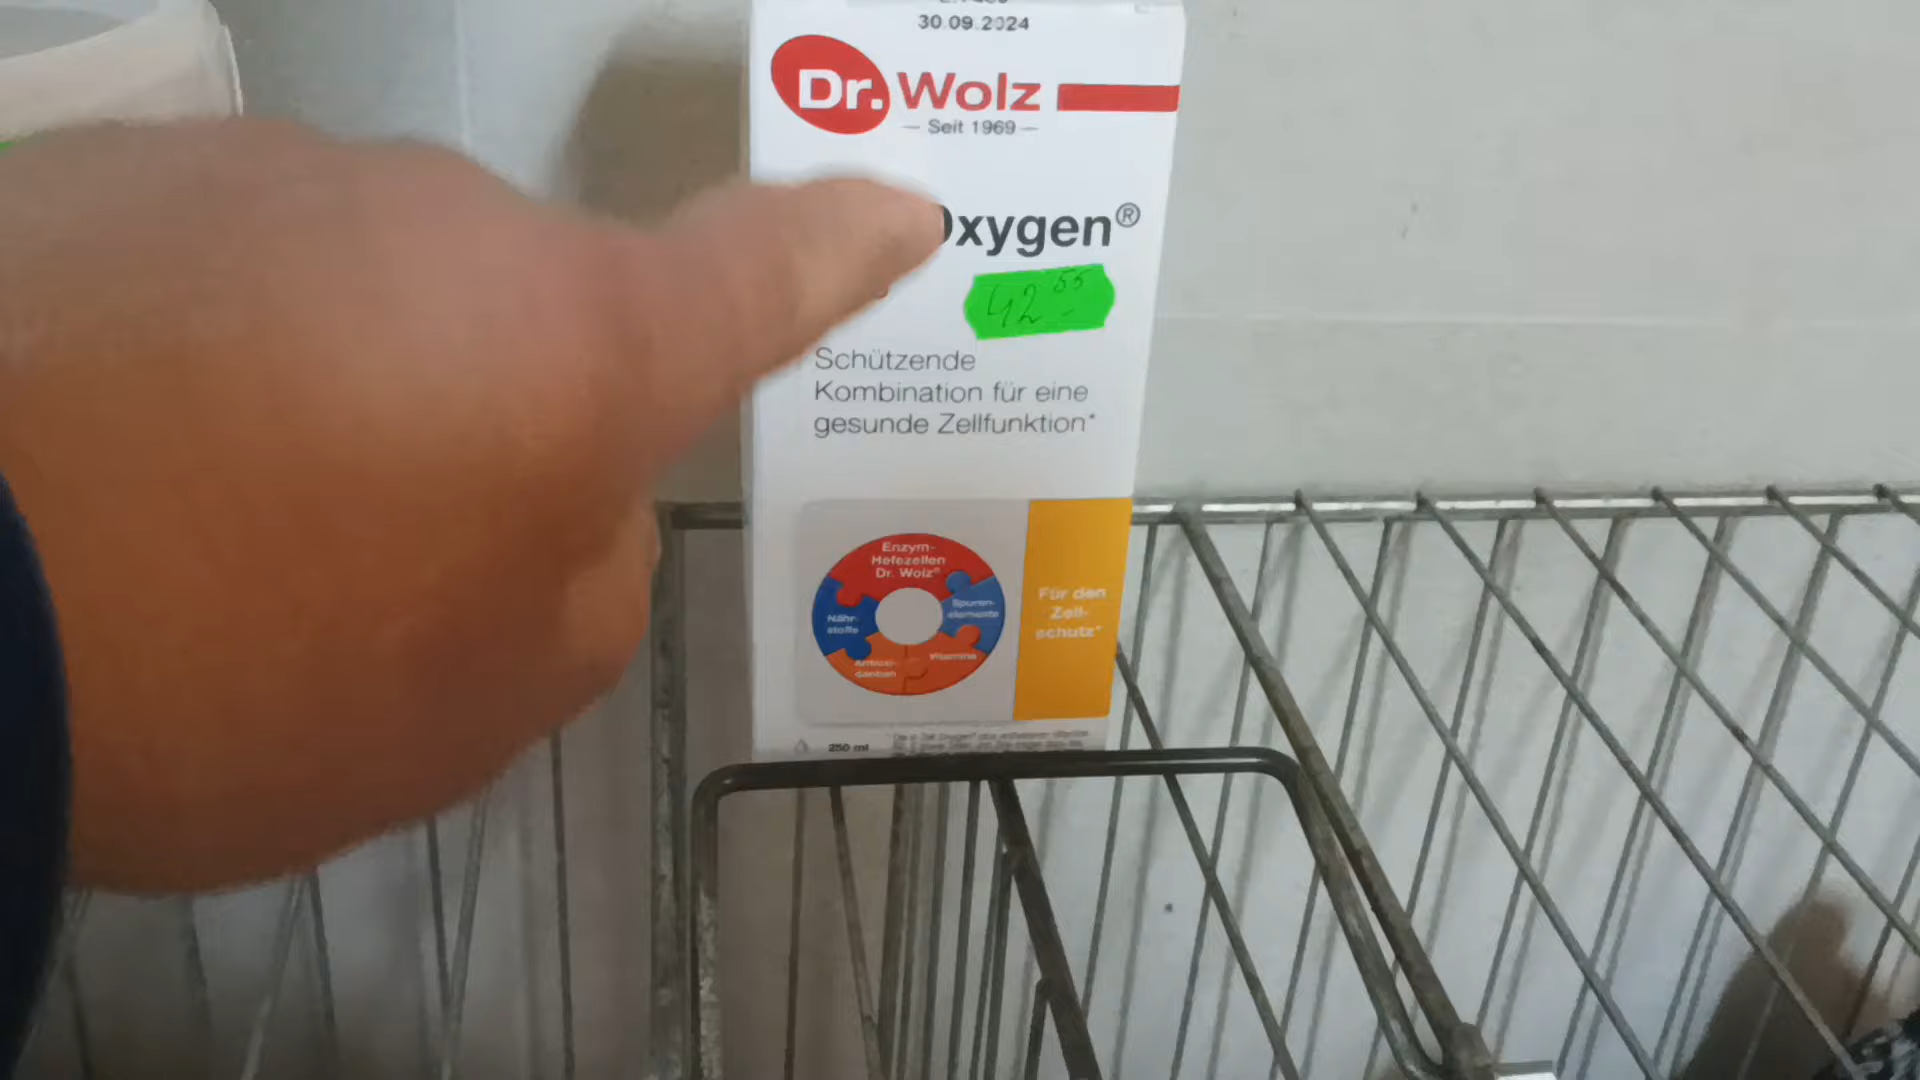 30.09.2024
Dr. Wolz
— Seit 1969 —
Oxygen®
42 55
Schützende
Kombination für eine
gesunde Zellfunktion*
Enzym-
Hefezellen
Dr. Wolz®
Spuren-
elemente
Nähr-
stoffe
Vitamine
Antioxi-
dantien
Für den
Zell-
schutz*
250 ml